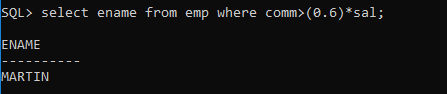 SQL> select ename from emp where comm>(0.6)*sal;
ENAME
----------
MARTIN